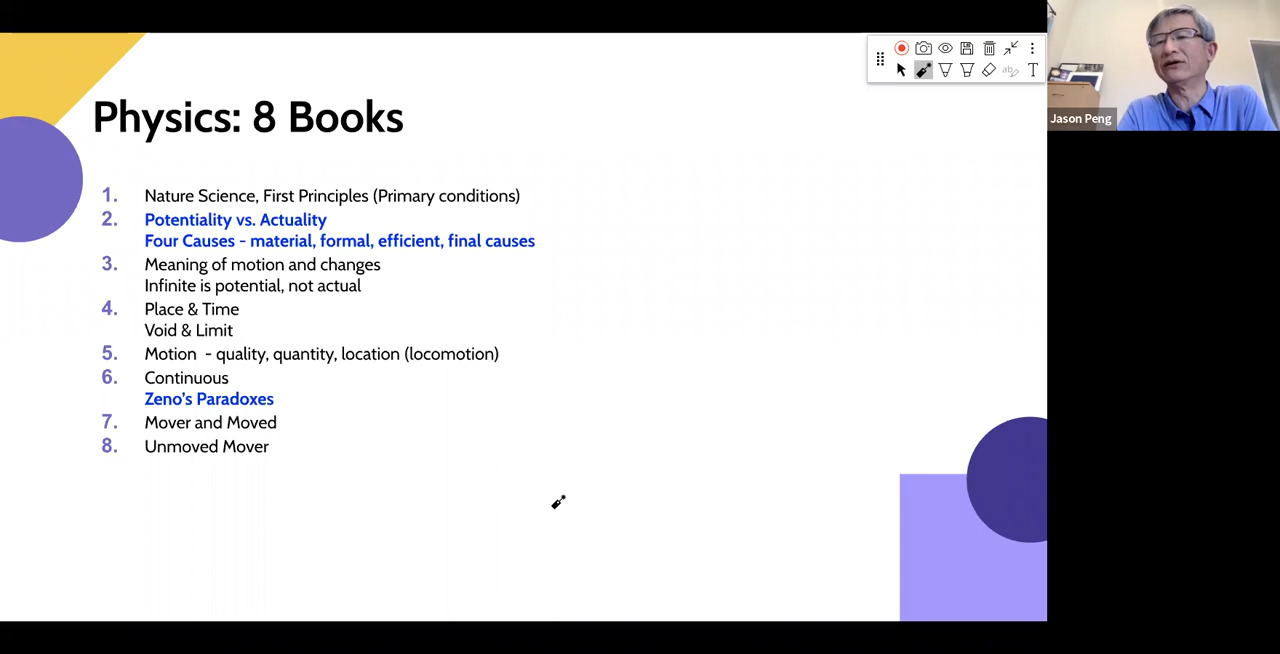 Physics: 8 Books
1. Nature Science, First Principles (Primary conditions)
2. Potentiality vs. Actuality
Four Causes - material, formal, efficient, final causes
3. Meaning of motion and changes
Infinite is potential, not actual
4. Place & Time
Void & Limit
5. Motion - quality, quantity, location (locomotion)
6. Continuous
Zeno's Paradoxes
7. Mover and Moved
8. Unmoved Mover
ab
T
Jason Peng